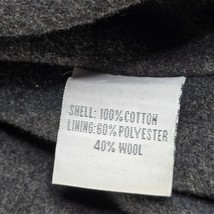 SHELL: 100% COTTON
LINING: 60% POLYESTER
40% WOOL